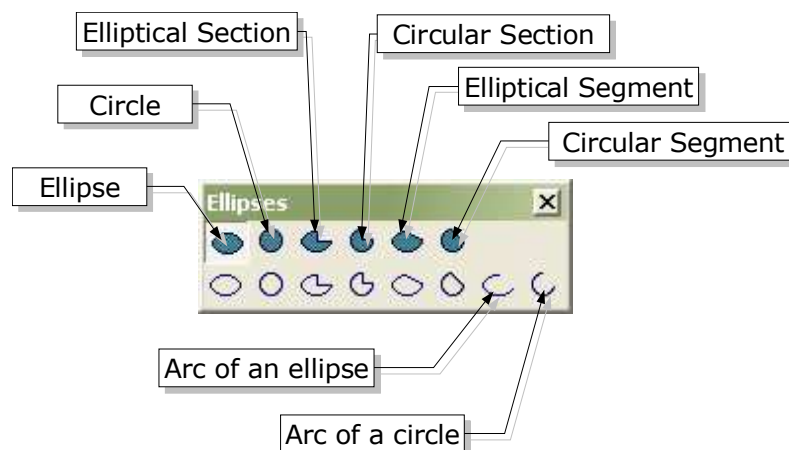 Elliptical Section
Circular Section
Elliptical Segment
Circle
Circular Segment
Ellipse
Ellipses
Arc of an ellipse
Arc of a circle